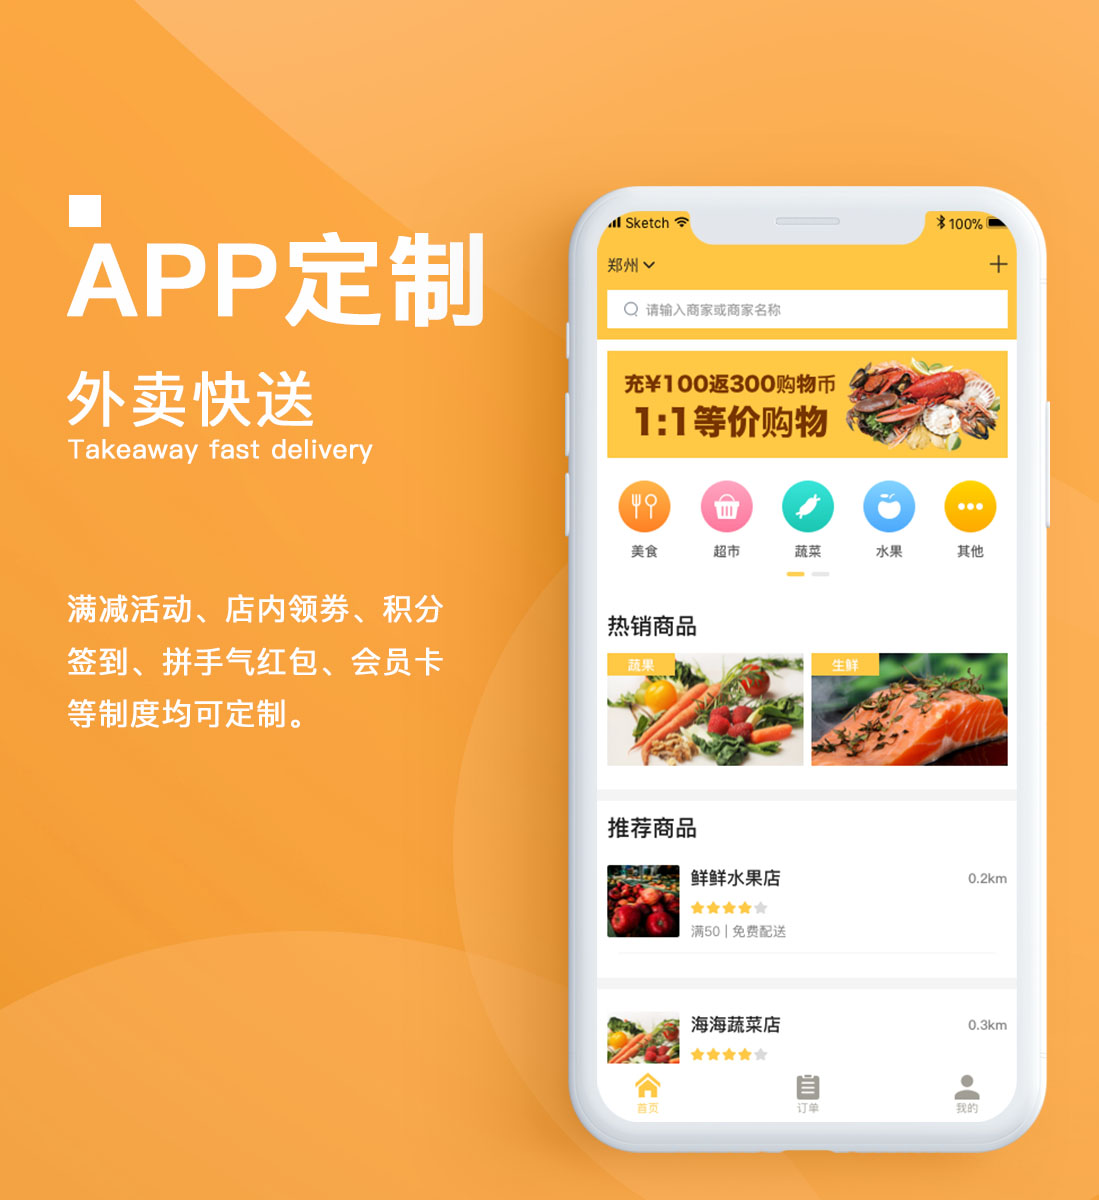 APP定制
外卖快送
Takeaway fast delivery
满减活动、店内领券、积分
签到、拼手气红包、会员卡
等制度均可定制。
Sketch
100%
郑州
请输入商家或商家名称
充¥100返300购物币
1:1等价购物
美食
超市
蔬菜
水果
其他
热销商品
蔬果
生鲜
推荐商品
鲜鲜水果店
0.2km
满50 | 免费配送
海海蔬菜店
0.3km
首页
订单
我的